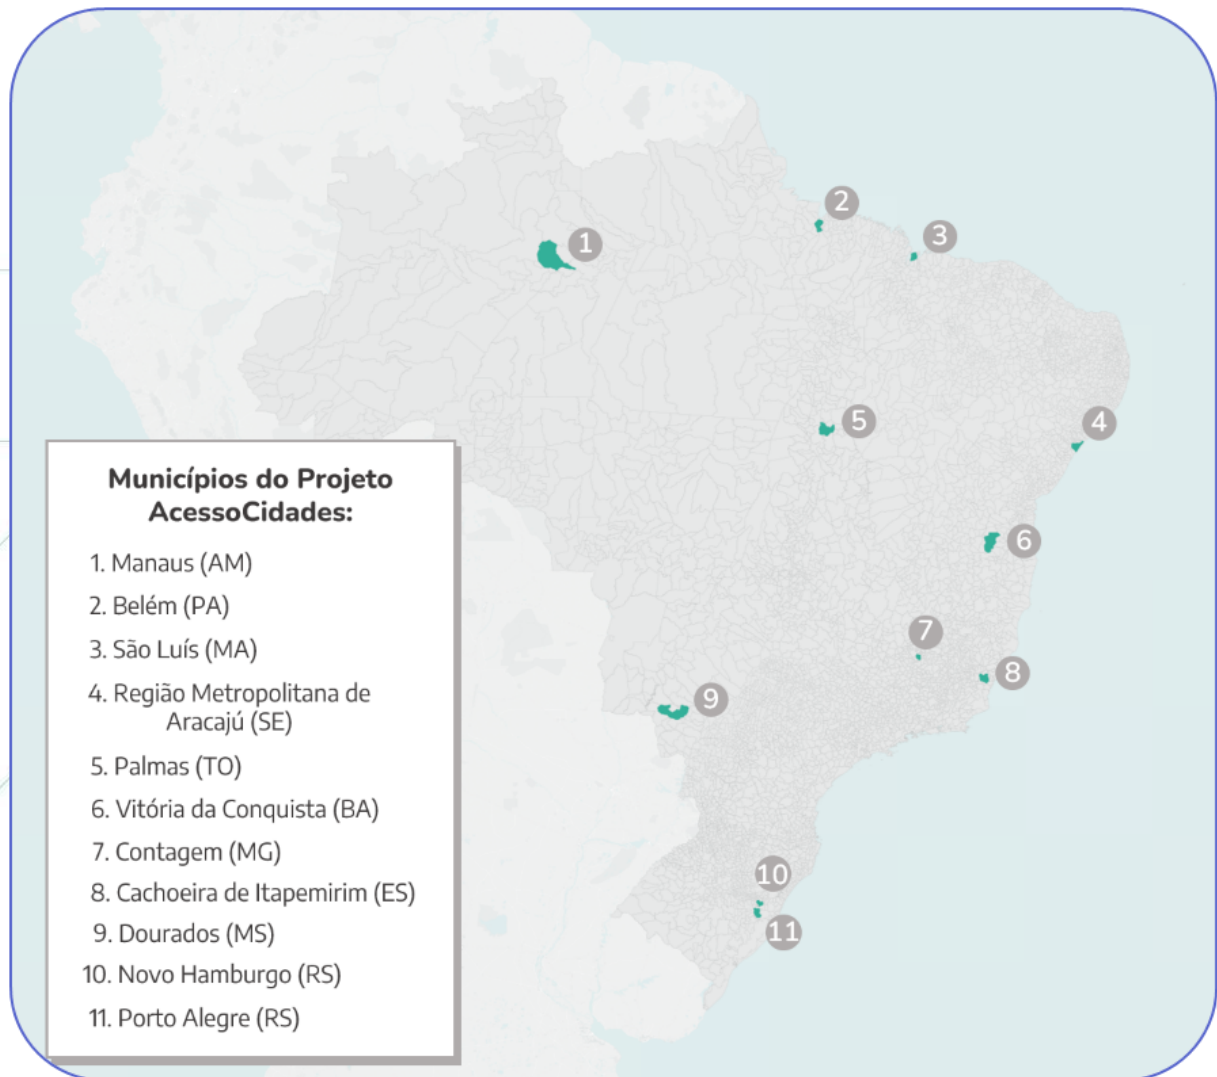 1
2
3
4
5
6
7
8
9
10
11
Municípios do Projeto
AcessoCidades:
1. Manaus (AM)
2. Belém (PA)
3. São Luís (MA)
4. Região Metropolitana de
Aracajú (SE)
5. Palmas (TO)
6. Vitória da Conquista (BA)
7. Contagem (MG)
8. Cachoeira de Itapemirim (ES)
9. Dourados (MS)
10. Novo Hamburgo (RS)
11. Porto Alegre (RS)